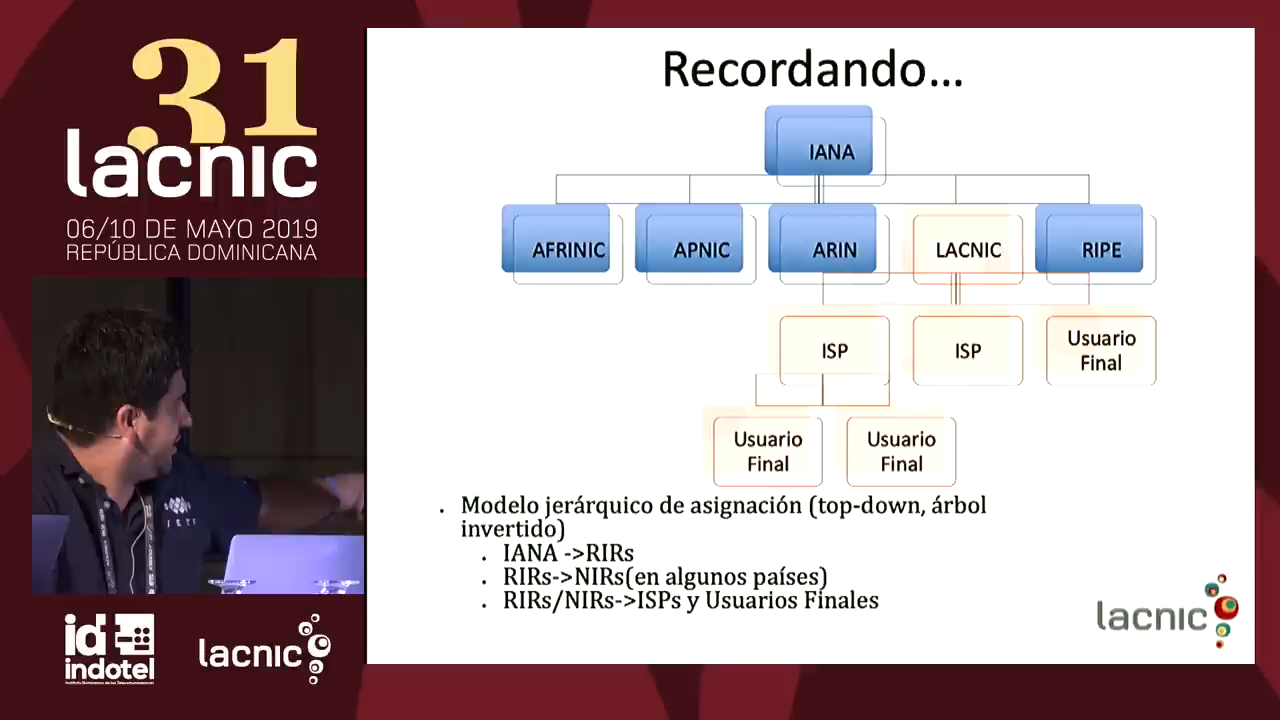 31
lacnic
06/10 DE MAYO 2019
REPÚBLICA DOMINICANA
Recordando...
IANA
AFRINIC
APNIC
ARIN
LACNIC
RIPE
ISP
ISP
Usuario
Final
Usuario
Final
Usuario
Final
. Modelo jerárquico de asignación (top-down, árbol
invertido)
. IANA ->RIRs
. RIRs->NIRs(en algunos países)
. RIRs/NIRs->ISPs y Usuarios Finales
lacnic
IETF
id
indotel
lacnic